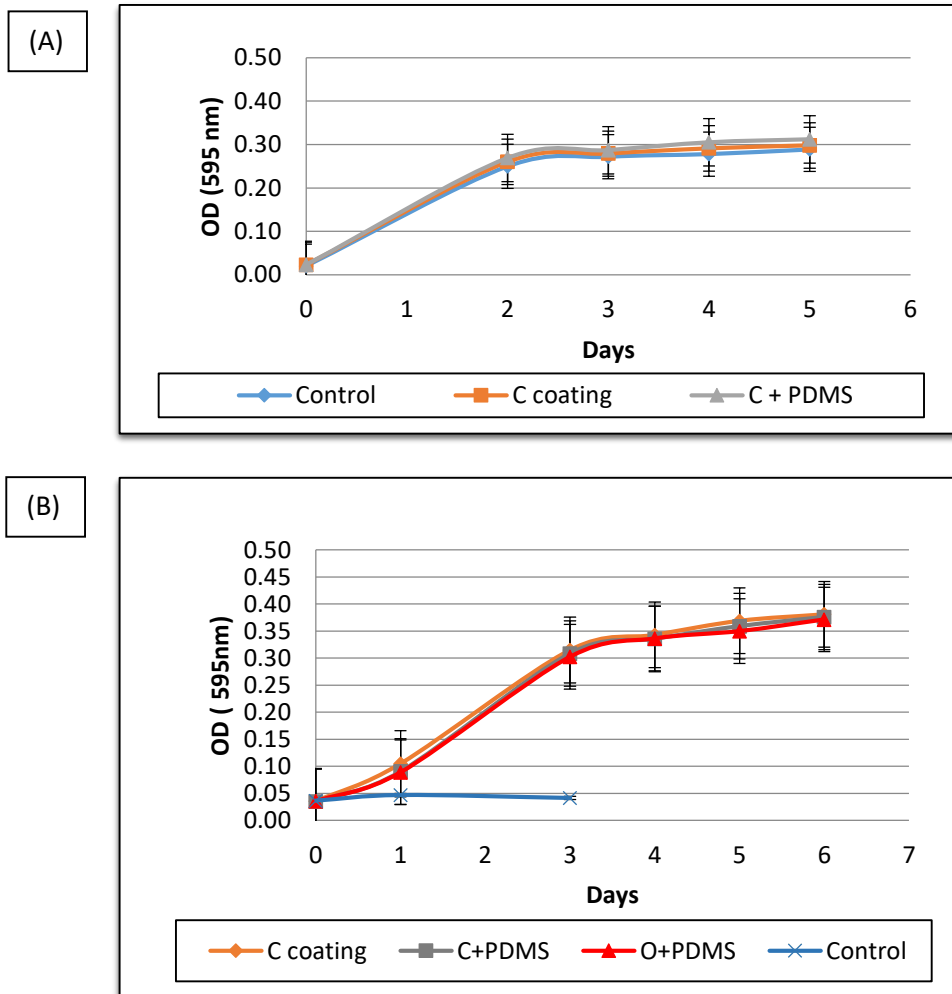 (A)
0.50
0.40
0.30
0.20
0.10
0.00
OD (595 nm)
0 1 2 3 4 5 6
Days
Control C coating C + PDMS
(B)
0.50
0.45
0.40
0.35
0.30
0.25
0.20
0.15
0.10
0.05
0.00
OD ( 595nm)
0 1 2 3 4 5 6 7
Days
C coating C+PDMS O+PDMS Control